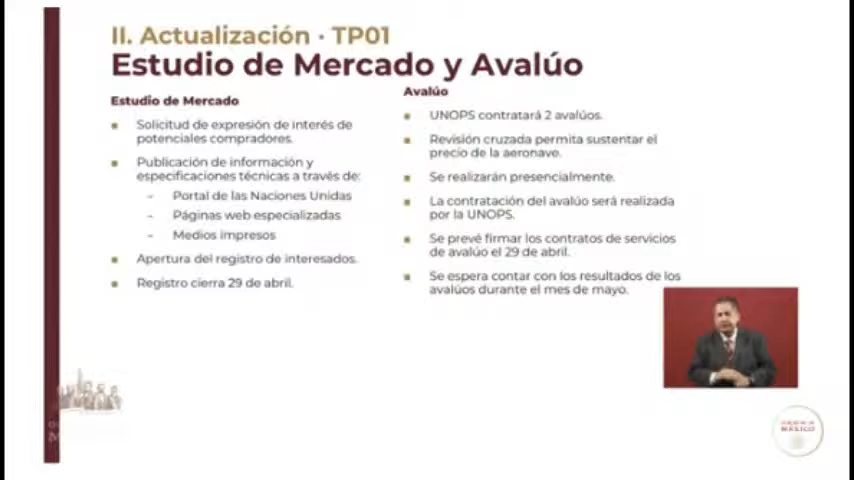 II. Actualización · TP01
Estudio de Mercado y Avalúo
Estudio de Mercado
Solicitud de expresión de interés de
potenciales compradores.
Publicación de información y
especificaciones técnicas a través de:
- Portal de las Naciones Unidas
- Páginas web especializadas
- Medios impresos
Apertura del registro de interesados.
Registro cierra 29 de abril.
Avalúo
UNOPS contratará 2 avalúos.
Revisión cruzada permita sustentar el
precio de la aeronave.
Se realizarán presencialmente.
La contratación del avalúo será realizada
por la UNOPS.
Se prevé firmar los contratos de servicios
de avalúo el 29 de abril.
Se espera contar con los resultados de los
avalúos durante el mes de mayo.
MÉXICO